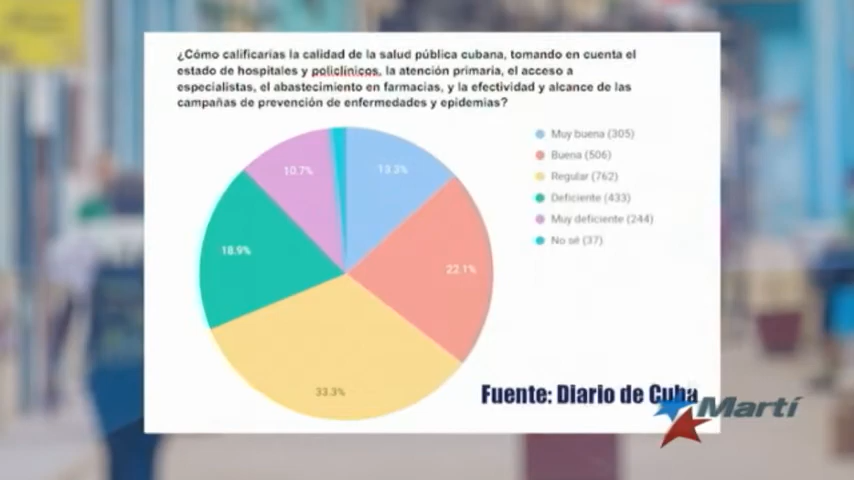 ¿Cómo calificarías la calidad de la salud pública cubana, tomando en cuenta el
estado de hospitales y policlínicos, la atención primaria, el acceso a
especialistas, el abastecimiento en farmacias, y la efectividad y alcance de las
campañas de prevención de enfermedades y epidemias?
Muy buena (305)
Buena (506)
Regular (762)
Deficiente (433)
Muy deficiente (244)
No sé (37)
10.7%
13.3%
18.9%
22.1%
33.3%
Fuente: Diario de Cuba
Martí